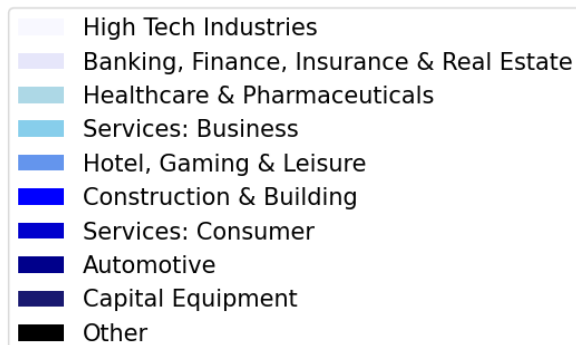 High Tech Industries
Banking, Finance, Insurance & Real Estate
Healthcare & Pharmaceuticals
Services: Business
Hotel, Gaming & Leisure
Construction & Building
Services: Consumer
Automotive
Capital Equipment
Other